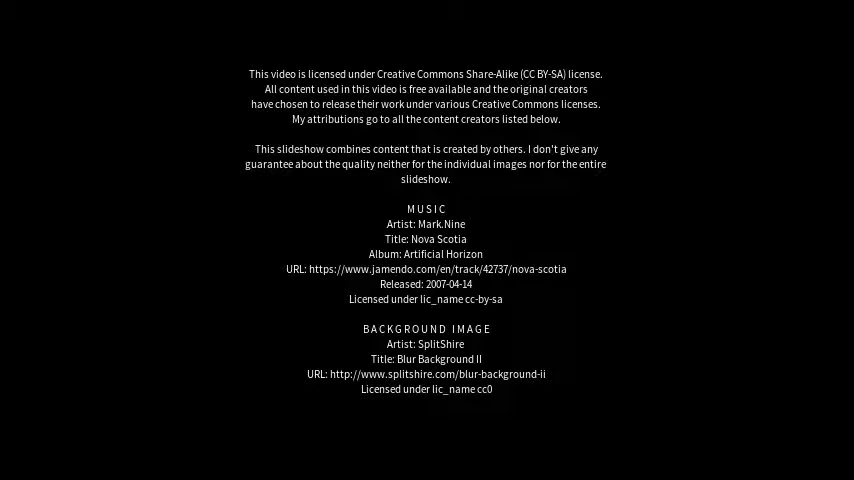 This video is licensed under Creative Commons Share-Alike (CC BY-SA) license.
All content used in this video is free available and the original creators
have chosen to release their work under various Creative Commons licenses.
My attributions go to all the content creators listed below.
This slideshow combines content that is created by others. I don't give any
guarantee about the quality neither for the individual images nor for the entire
slideshow.
MUSIC
Artist: Mark.Nine
Title: Nova Scotia
Album: Artificial Horizon
URL: https://www.jamendo.com/en/track/42737/nova-scotia
Released: 2007-04-14
Licensed under lic_name cc-by-sa
BACKGROUND IMAGE
Artist: SplitShire
Title: Blur Background II
URL: http://www.splitshire.com/blur-background-ii
Licensed under lic_name cc0